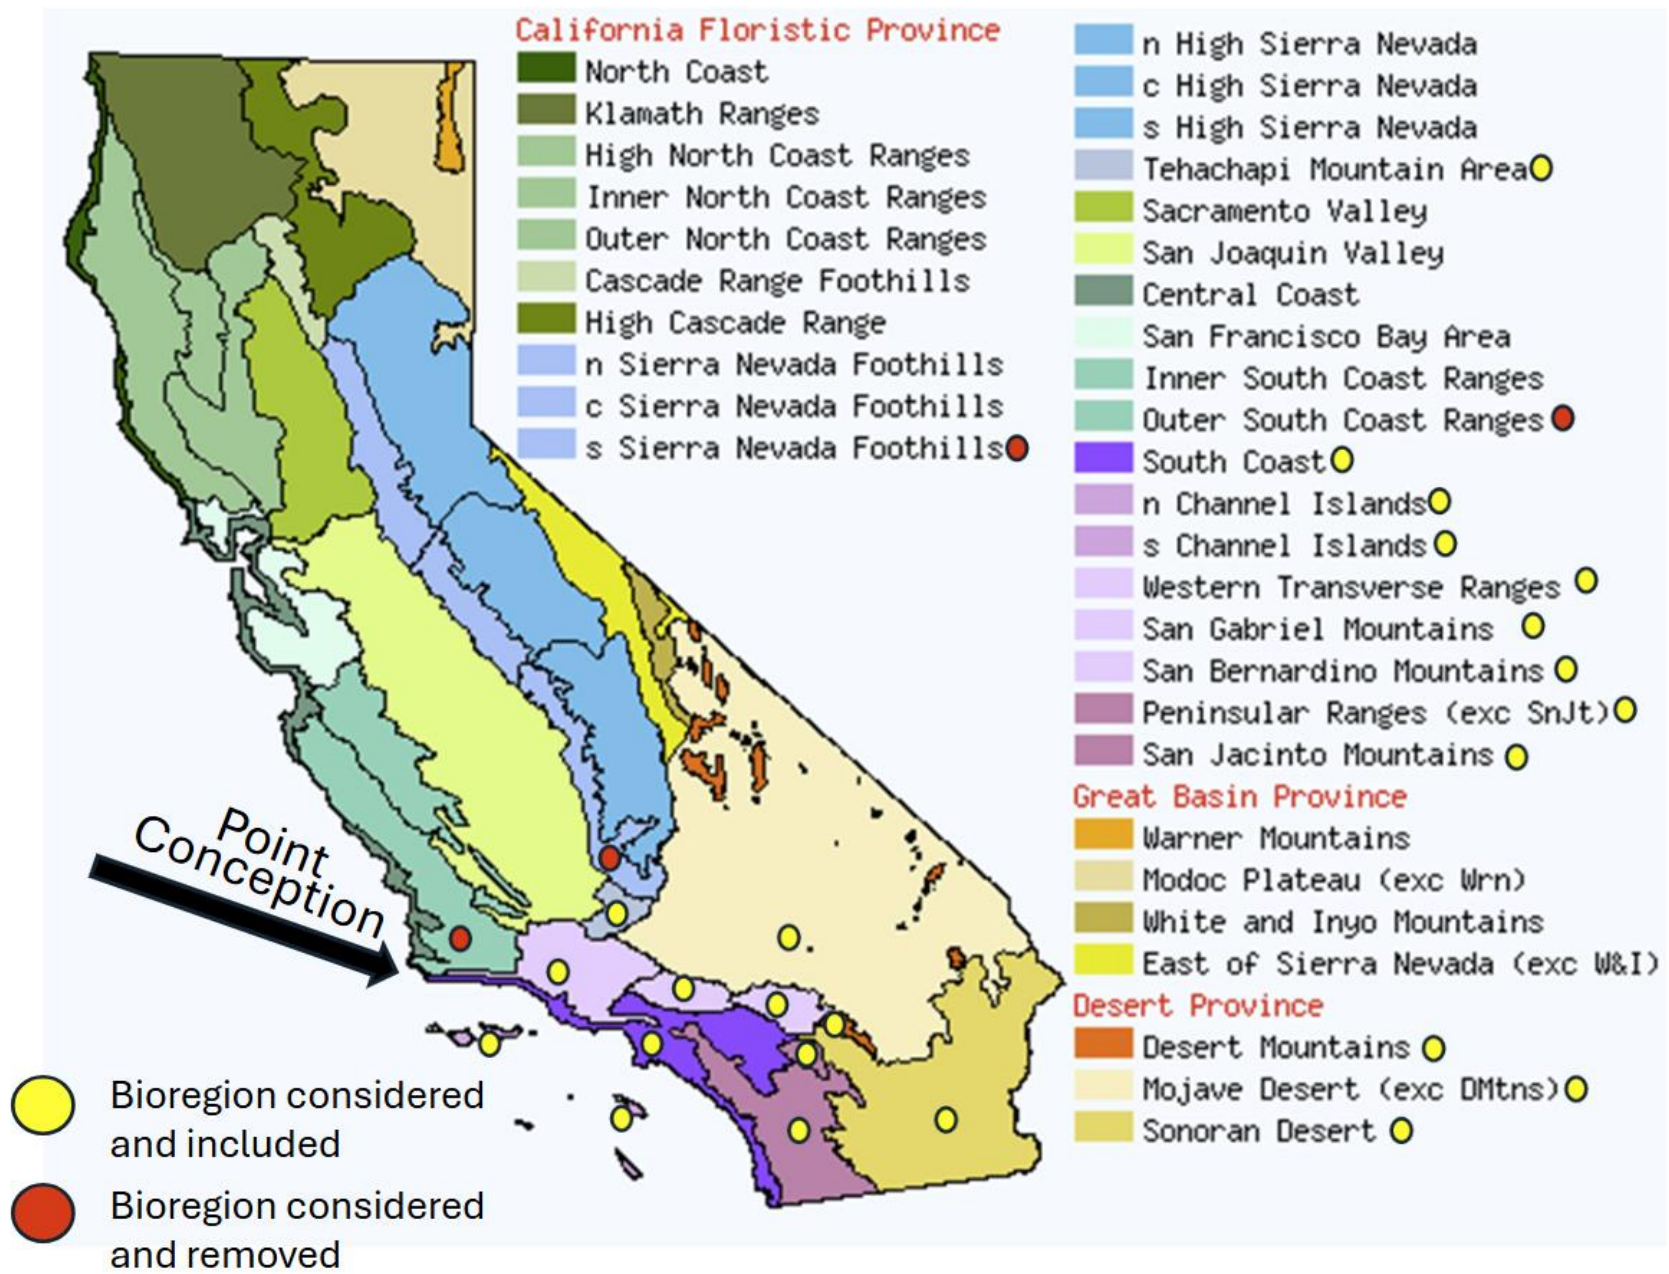 California Floristic Province
North Coast
Klamath Ranges
High North Coast Ranges
Inner North Coast Ranges
Outer North Coast Ranges
Cascade Range Foothills
High Cascade Range
n Sierra Nevada Foothills
c Sierra Nevada Foothills
s Sierra Nevada Foothills
n High Sierra Nevada
c High Sierra Nevada
s High Sierra Nevada
Tehachapi Mountain Area
Sacramento Valley
San Joaquin Valley
Central Coast
San Francisco Bay Area
Inner South Coast Ranges
Outer South Coast Ranges
South Coast
n Channel Islands
s Channel Islands
Western Transverse Ranges
San Gabriel Mountains
San Bernardino Mountains
Peninsular Ranges (exc SnJt)
San Jacinto Mountains
Great Basin Province
Warner Mountains
Modoc Plateau (exc Wrn)
White and Inyo Mountains
East of Sierra Nevada (exc W&I)
Desert Province
Desert Mountains
Mojave Desert (exc DMtns)
Sonoran Desert
Point
Conception
Bioregion considered
and included
Bioregion considered
and removed